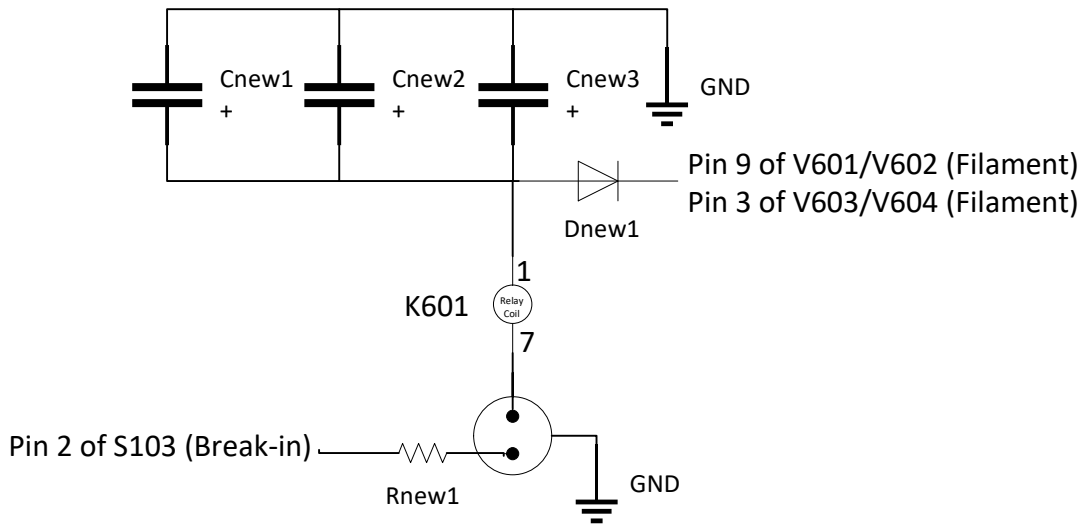 Cnew1
+
Cnew2
+
Cnew3
+
GND
Pin 9 of V601/V602 (Filament)
Pin 3 of V603/V604 (Filament)
Dnew1
1
K601
Relay
Coil
7
Pin 2 of S103 (Break-in)
Rnew1
GND